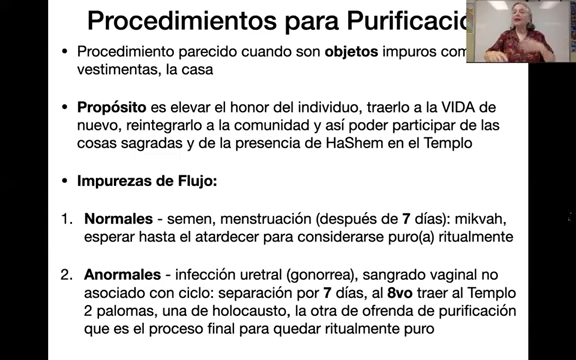 Procedimientos para Purificació
• Procedimiento parecido cuando son objetos impuros com
vestimentas, la casa
• Propósito es elevar el honor del individuo, traerlo a la VIDA de
nuevo, reintegrarlo a la comunidad y así poder participar de las
cosas sagradas y de la presencia de HaShem en el Templo
• Impurezas de Flujo:
1. Normales - semen, menstruación (después de 7 días): mikvah,
esperar hasta el atardecer para considerarse puro(a) ritualmente
2. Anormales - infección uretral (gonorrea), sangrado vaginal no
asociado con ciclo: separación por 7 días, al 8vo traer al Templo
2 palomas, una de holocausto, la otra de ofrenda de purificación
que es el proceso final para quedar ritualmente puro